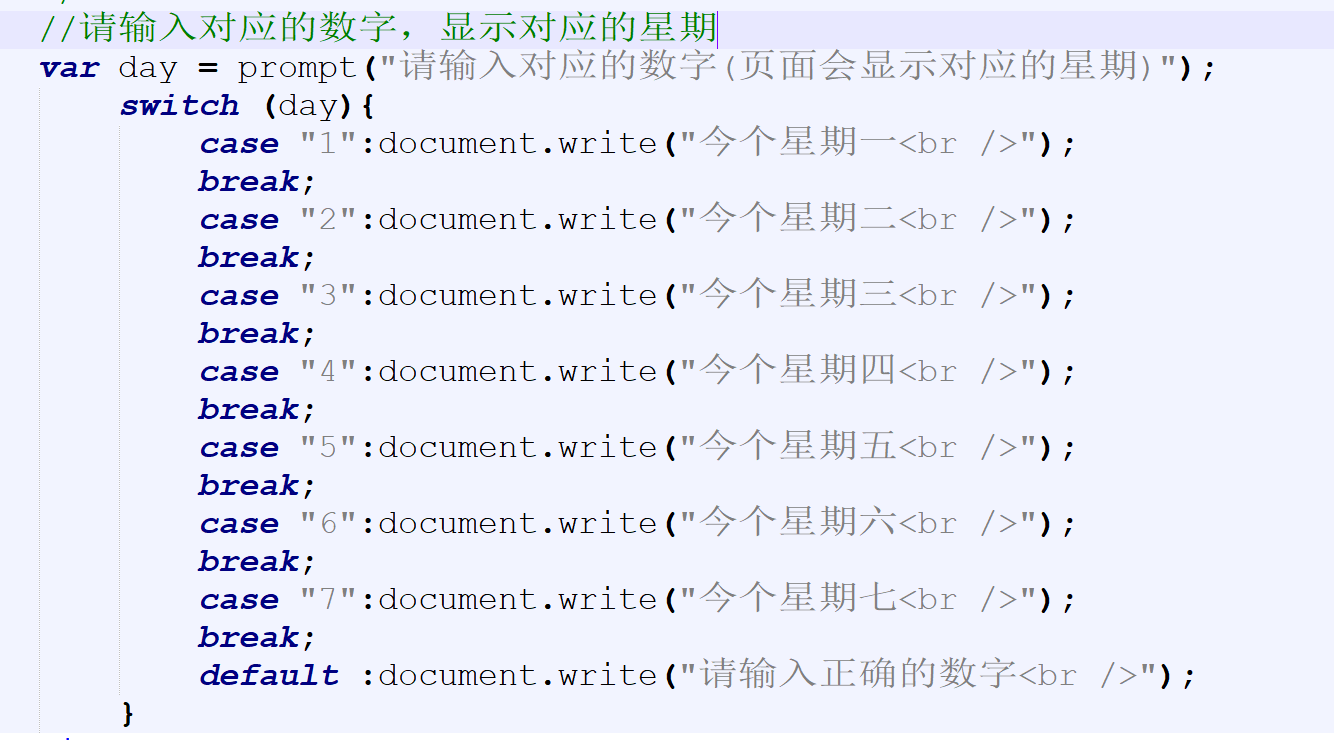 //请输入对应的数字，显示对应的星期
var day = prompt("请输入对应的数字(页面会显示对应的星期)");
switch (day){
case "1":document.write("今个星期一<br />");
break;
case "2":document.write("今个星期二<br />");
break;
case "3":document.write("今个星期三<br />");
break;
case "4":document.write("今个星期四<br />");
break;
case "5":document.write("今个星期五<br />");
break;
case "6":document.write("今个星期六<br />");
break;
case "7":document.write("今个星期七<br />");
break;
default :document.write("请输入正确的数字<br />");
}